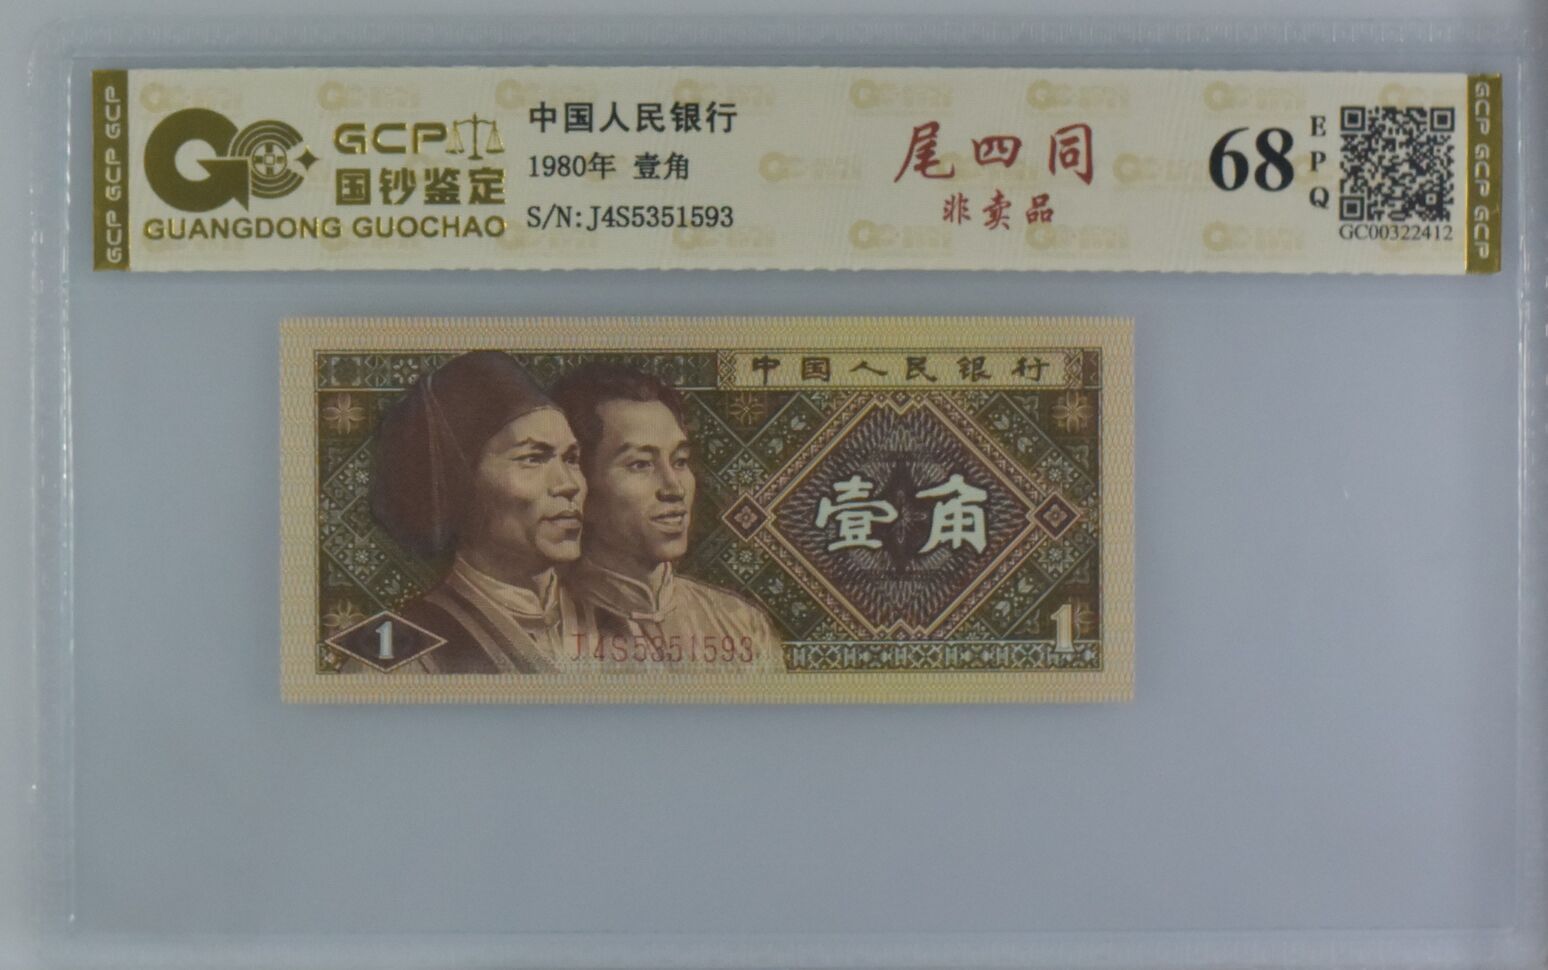 GCP GCP GCP
GCP
国钞鉴定
GUANGDONG GUOCHAO
中国人民银行
1980年 壹角
S/N:J4S5351593
尾四同
非卖品
68
EPQ
GC00322412
GCP GCP GCP
中国人民银行
壹角
1
J4S5351593
1